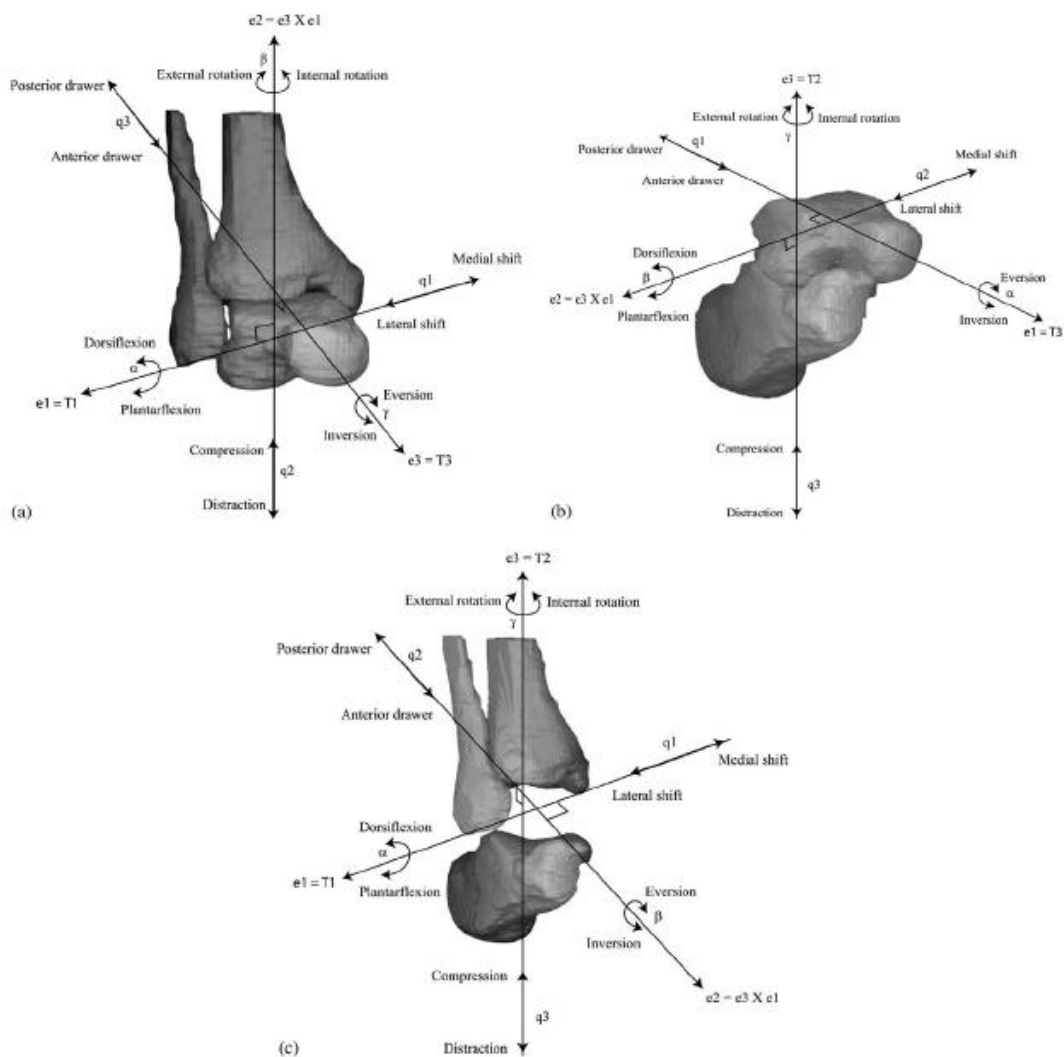 e2 = e3 X e1
β
External rotation
Internal rotation
Posterior drawer
q3
Anterior drawer
Medial shift
q1
Lateral shift
Dorsiflexion
α
e1 = T1
Plantarflexion
Eversion
γ
Inversion
e3 = T3
Compression
q2
Distraction
(a)
e3 = T2
External rotation
Internal rotation
γ
Posterior drawer
q1
Anterior drawer
Medial shift
q2
Lateral shift
Dorsiflexion
β
e2 = e3 X e1
Plantarflexion
Eversion
α
Inversion
e1 = T3
Compression
q3
Distraction
(b)
e3 = T2
External rotation
Internal rotation
γ
Posterior drawer
q2
Anterior drawer
q1
Medial shift
Lateral shift
Dorsiflexion
α
e1 = T1
Plantarflexion
Eversion
β
Inversion
e2 = e3 X e1
Compression
q3
Distraction
(c)